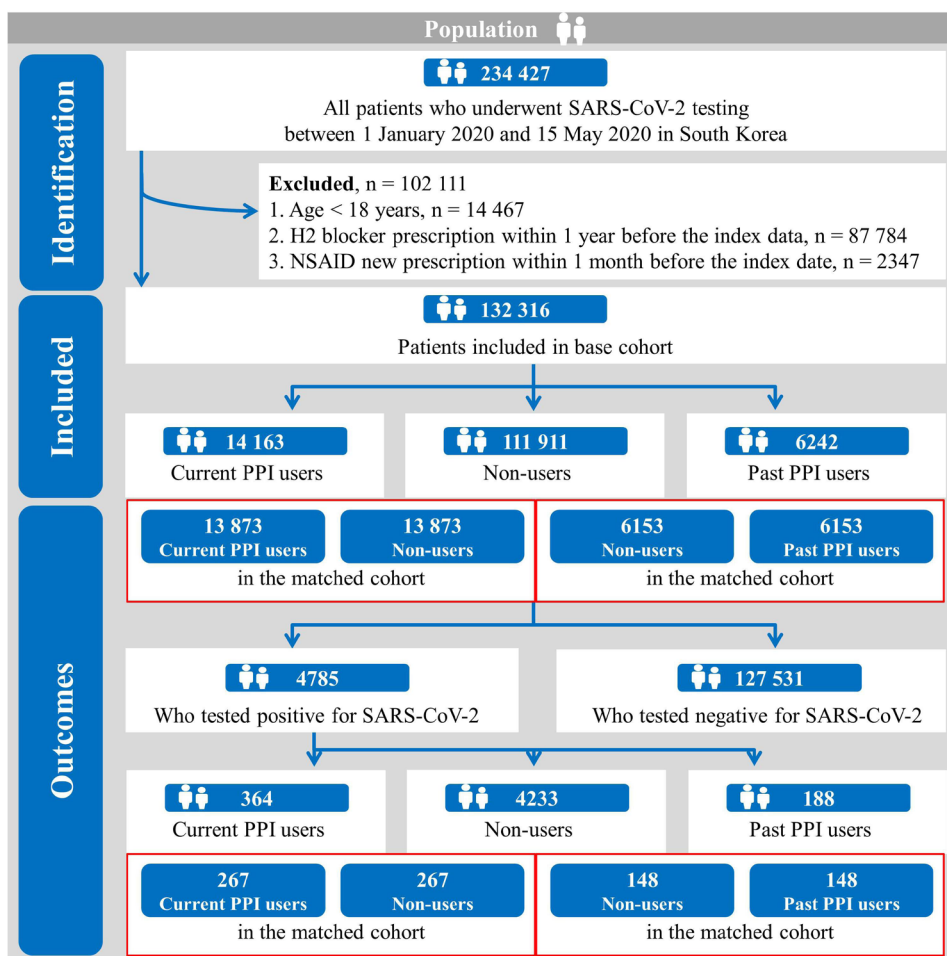 Population
Identification
234 427
All patients who underwent SARS-CoV-2 testing
between 1 January 2020 and 15 May 2020 in South Korea
Excluded, n = 102 111
1. Age < 18 years, n = 14 467
2. H2 blocker prescription within 1 year before the index data, n = 87 784
3. NSAID new prescription within 1 month before the index date, n = 2347
Included
132 316
Patients included in base cohort
14 163
Current PPI users
111 911
Non-users
6242
Past PPI users
Outcomes
13 873
Current PPI users
13 873
Non-users
in the matched cohort
6153
Non-users
6153
Past PPI users
in the matched cohort
4785
Who tested positive for SARS-CoV-2
127 531
Who tested negative for SARS-CoV-2
364
Current PPI users
4233
Non-users
188
Past PPI users
267
Current PPI users
267
Non-users
in the matched cohort
148
Non-users
148
Past PPI users
in the matched cohort